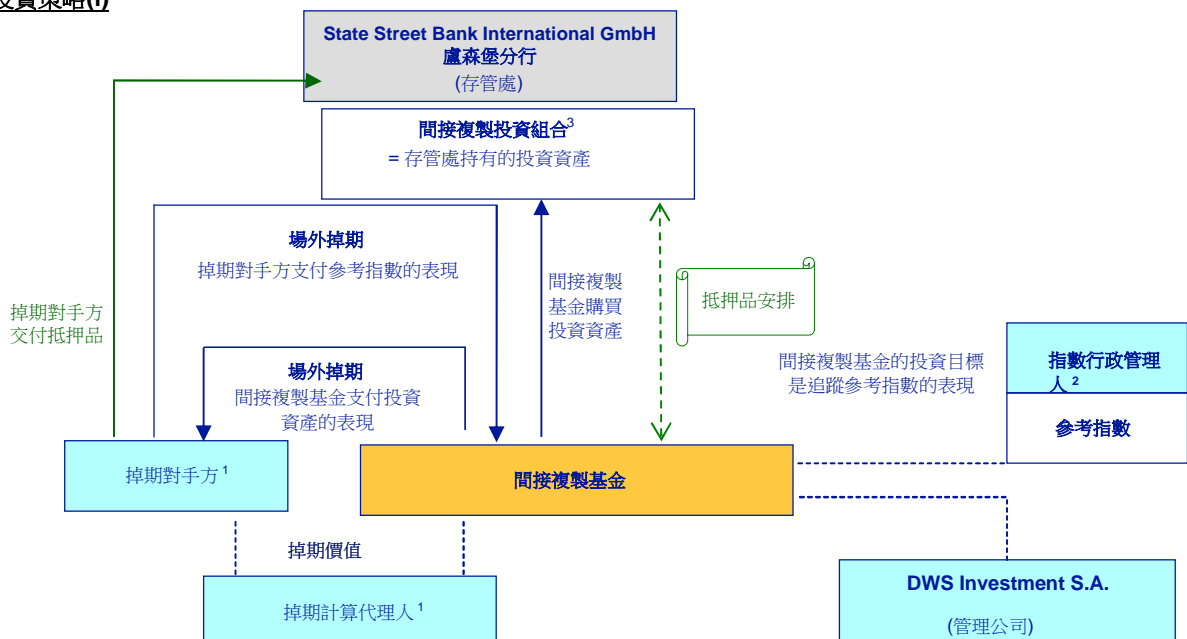 投資策略(i)
State Street Bank International GmbH
盧森堡分行
(存管處)
間接複製投資組合3
= 存管處持有的投資資產
場外掉期
掉期對手方支付參考指數的表現
間接複製
基金購買
投資資產
抵押品安排
掉期對手方
交付抵押品
場外掉期
間接複製基金支付投資
資產的表現
間接複製基金的投資目標
是追蹤參考指數的表現
指數行政管理
人 2
參考指數
掉期對手方 1
間接複製基金
掉期價值
掉期計算代理人 1
DWS Investment S.A.
(管理公司)